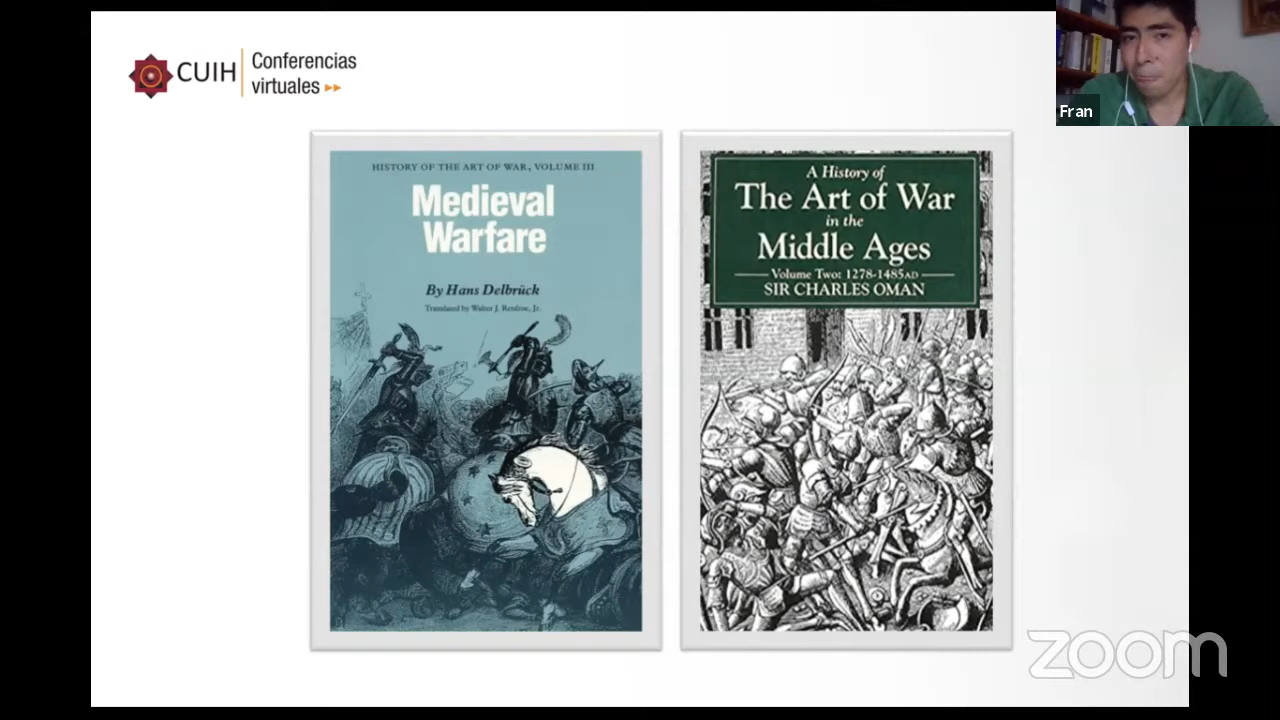 CUIH
Conferencias
virtuales
Fran
HISTORY OF THE ART OF WAR, VOLUME III
Medieval
Warfare
By Hans Delbrück
Translated by Walter J. Renfroe, Jr.
A History of
The Art of War
in the
Middle Ages
Volume Two: 1278-1485AD
SIR CHARLES OMAN
zoom